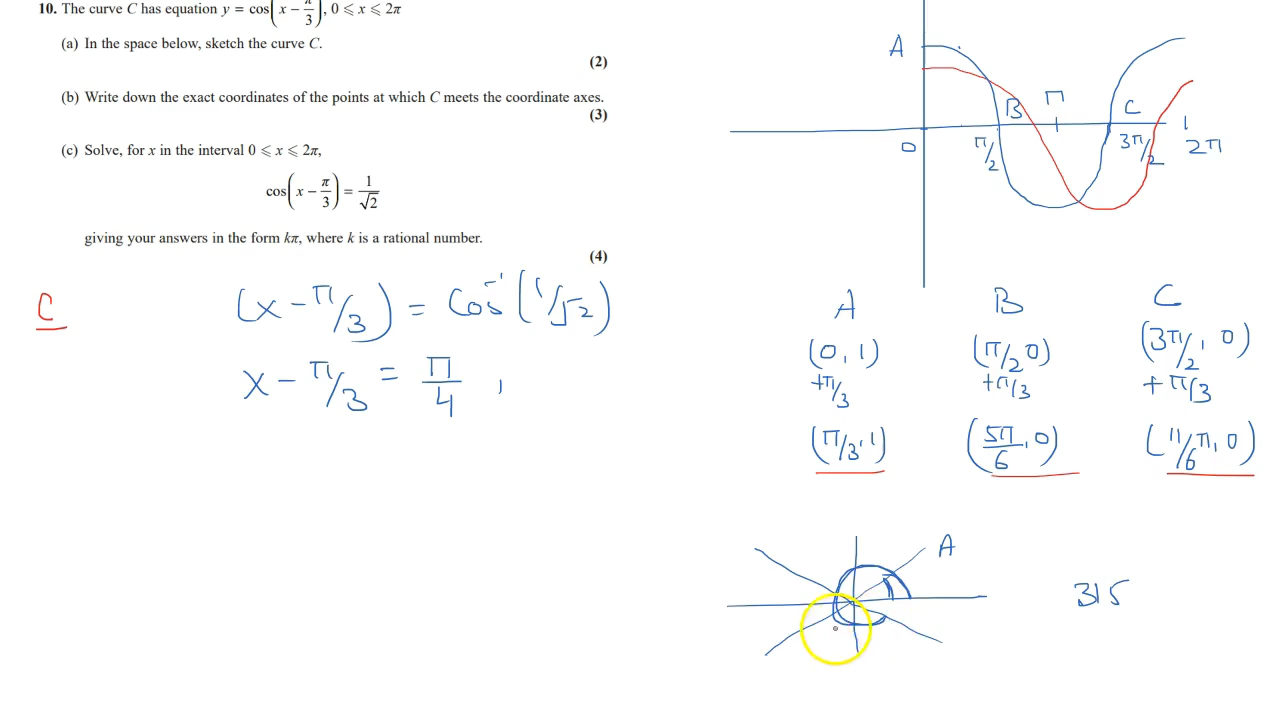 10. The curve C has equation y = cos(x − π/3), 0 ⩽ x ⩽ 2π
(a) In the space below, sketch the curve C.
(2)
(b) Write down the exact coordinates of the points at which C meets the coordinate axes.
(3)
(c) Solve, for x in the interval 0 ⩽ x ⩽ 2π,
cos(x − π/3) = 1/√2
giving your answers in the form kπ, where k is a rational number.
(4)
C
(x − π/3) = Cos⁻¹(1/√2)
x − π/3 = π/4 ,
A
B π C
0 π/2 3π/2 2π
A B C
(0, 1) (π/2 0) (3π/2, 0)
+π/3 +π/3 + π/3
(π/3, 1) (5π/6, 0) (11/6 π, 0)
A
315